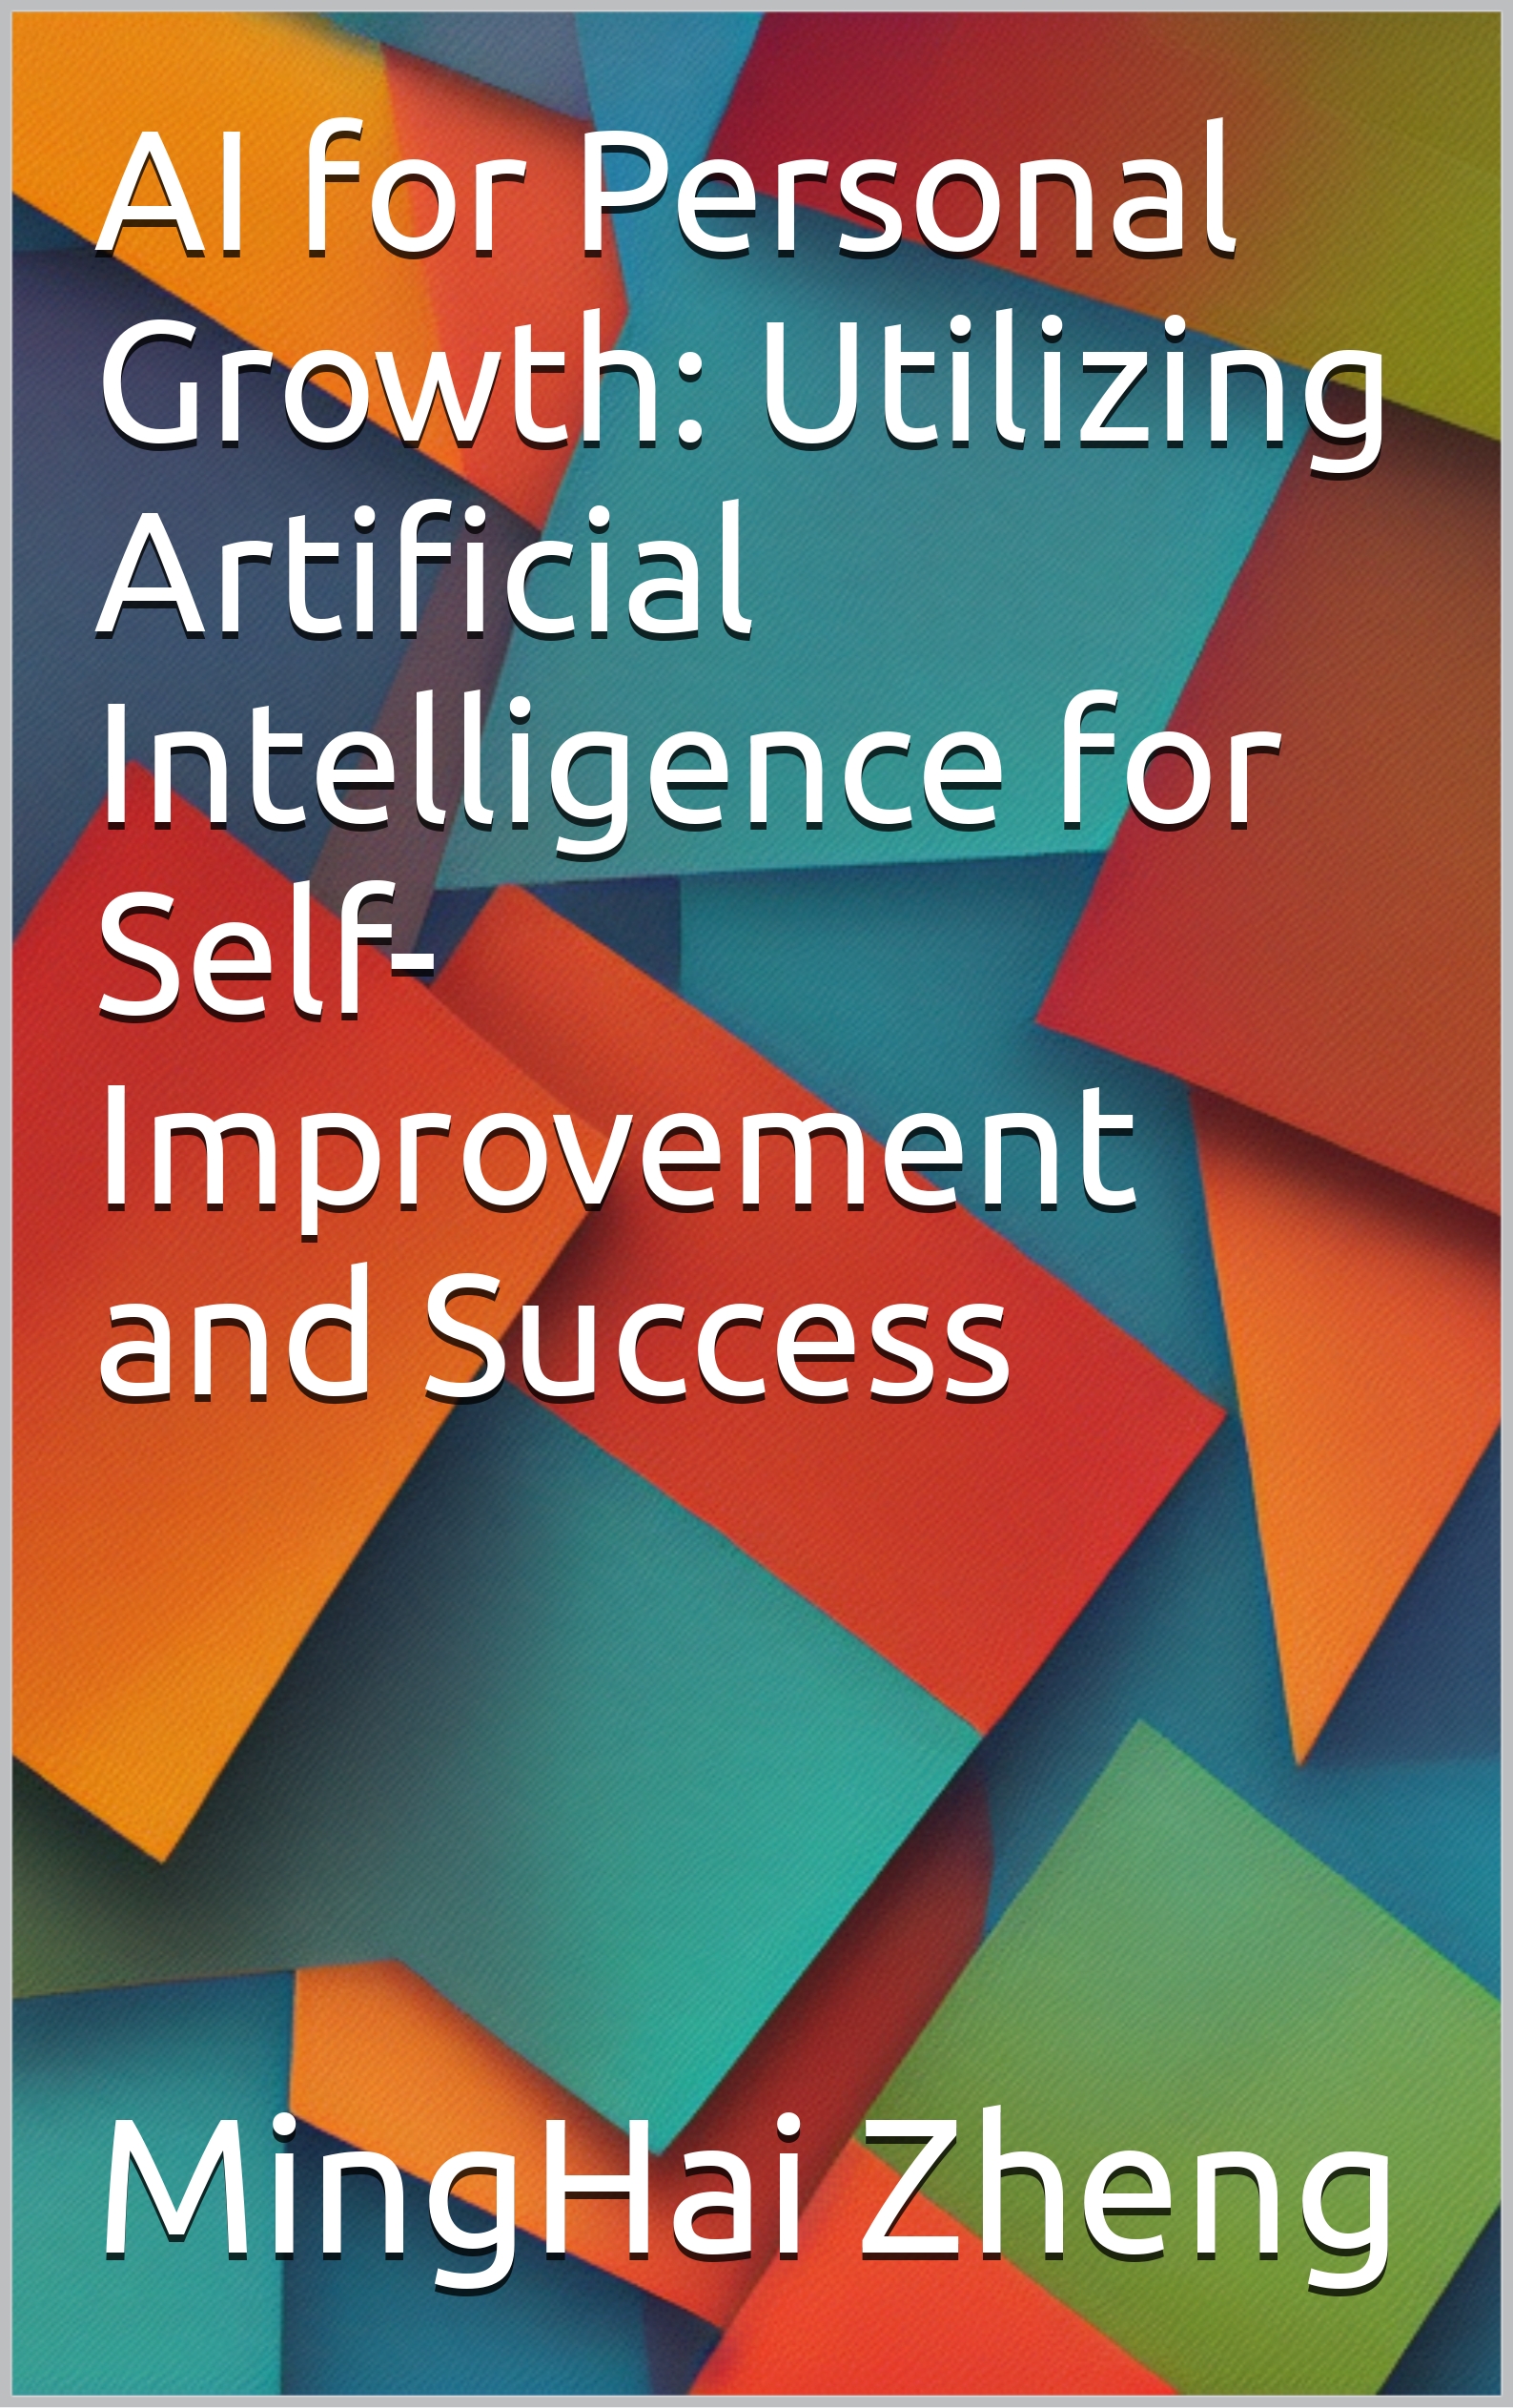 AI for Personal
Growth: Utilizing
Artificial
Intelligence for
Self-
Improvement
and Success
MingHai Zheng